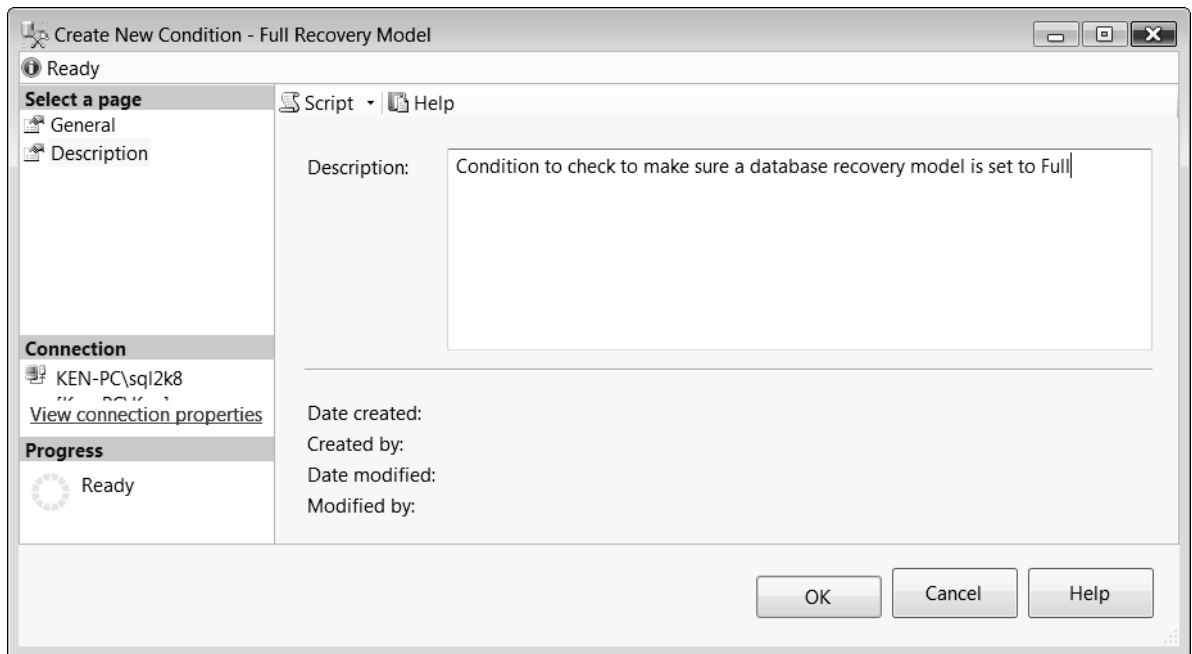 Create New Condition - Full Recovery Model
Ready
Select a page
General
Description
Script
Help
Description:
Condition to check to make sure a database recovery model is set to Full
Connection
KEN-PC\sql2k8
View connection properties
Progress
Ready
Date created:
Created by:
Date modified:
Modified by:
OK
Cancel
Help